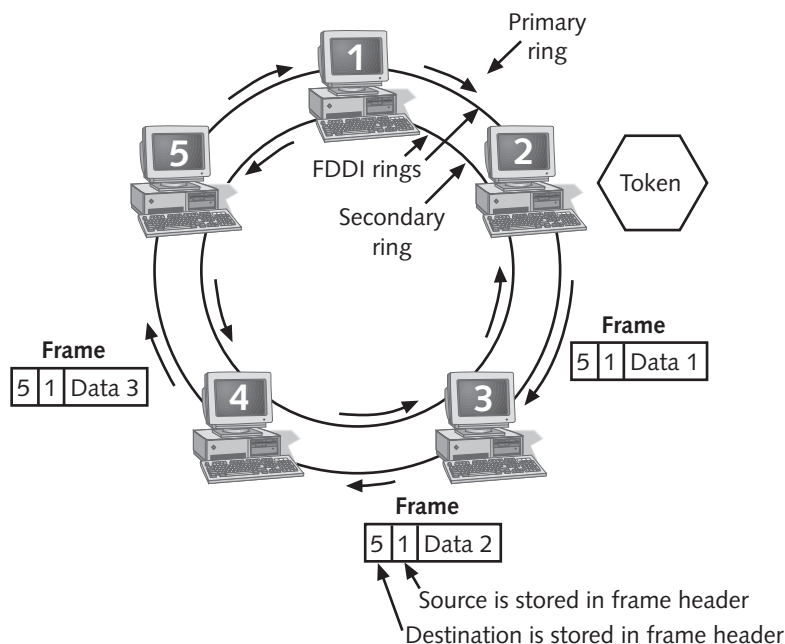 Primary
ring
1
5
2
FDDI rings
Token
Secondary
ring
Frame
5 1 Data 1
Frame
5 1 Data 3
4
3
Frame
5 1 Data 2
Source is stored in frame header
Destination is stored in frame header